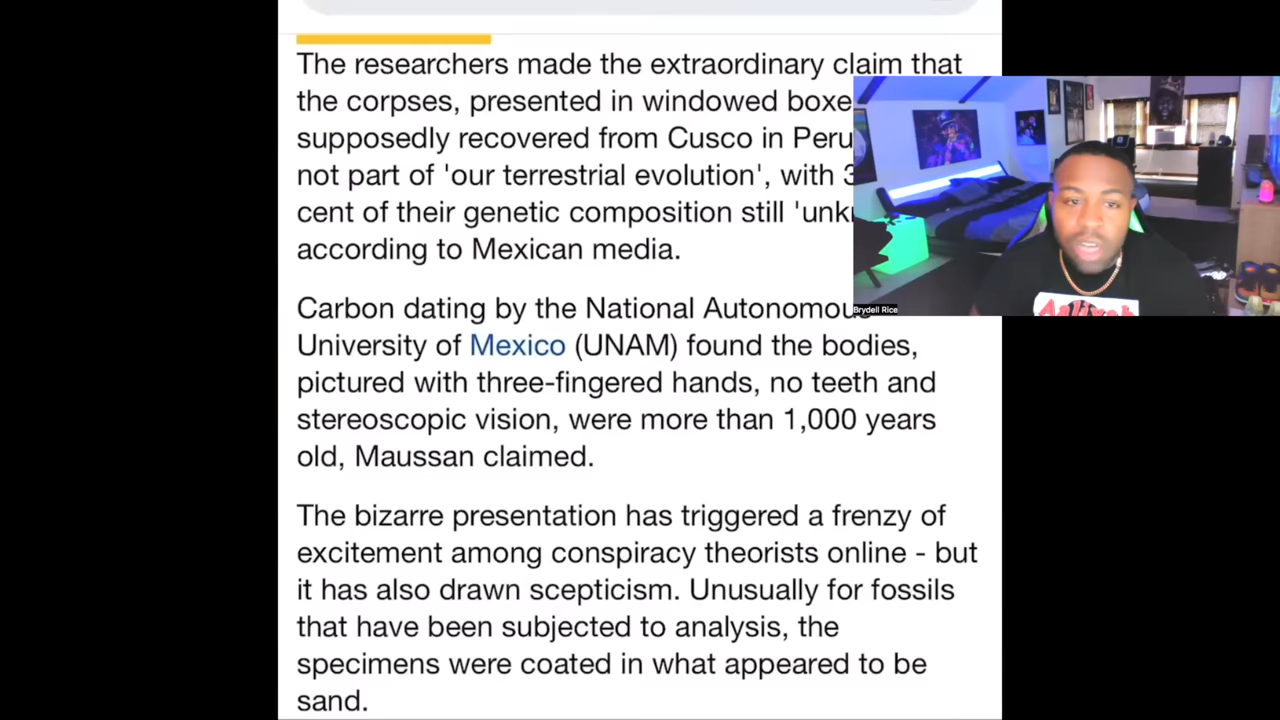 The researchers made the extraordinary claim that
the corpses, presented in windowed boxe
supposedly recovered from Cusco in Peru
not part of 'our terrestrial evolution', with
cent of their genetic composition still
according to Mexican media.
Carbon dating by the National Autonomous
University of Mexico (UNAM) found the bodies,
pictured with three-fingered hands, no teeth and
stereoscopic vision, were more than 1,000 years
old, Maussan claimed.
The bizarre presentation has triggered a frenzy of
excitement among conspiracy theorists online - but
it has also drawn scepticism. Unusually for fossils
that have been subjected to analysis, the
specimens were coated in what appeared to be
sand.
Brydell Rice
Aaliyah